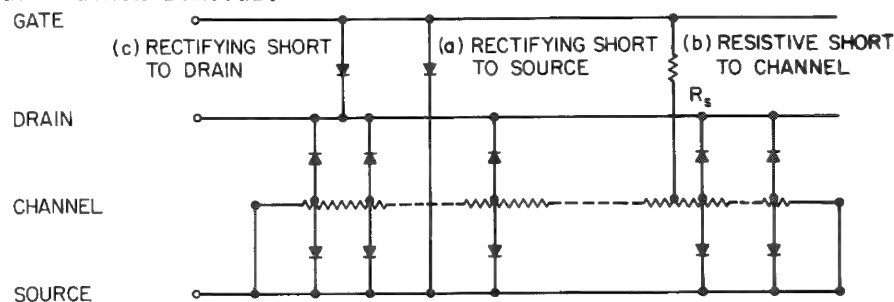 GATE
(c) RECTIFYING SHORT
TO DRAIN
(a) RECTIFYING SHORT
TO SOURCE
(b) RESISTIVE SHORT
TO CHANNEL
Rs
DRAIN
CHANNEL
SOURCE